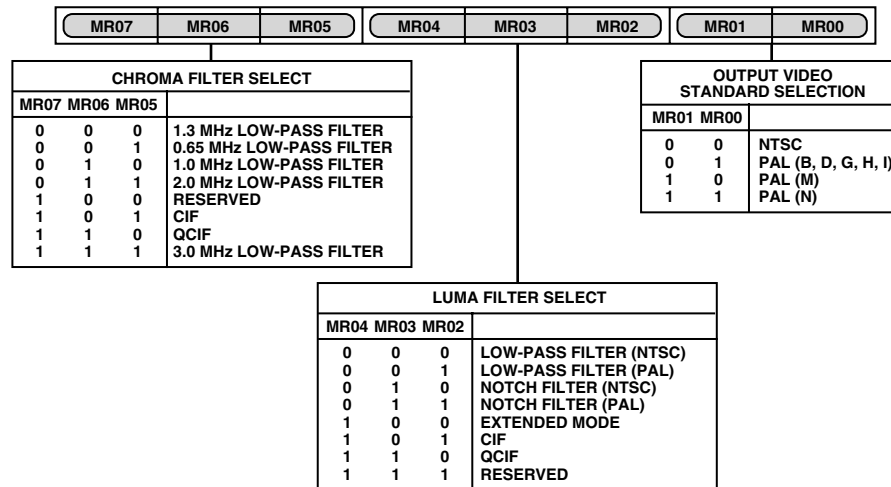 MR07 MR06 MR05 MR04 MR03 MR02 MR01 MR00
CHROMA FILTER SELECT
MR07 MR06 MR05
0 0 0 1.3 MHz LOW-PASS FILTER
0 0 1 0.65 MHz LOW-PASS FILTER
0 1 0 1.0 MHz LOW-PASS FILTER
0 1 1 2.0 MHz LOW-PASS FILTER
1 0 0 RESERVED
1 0 1 CIF
1 1 0 QCIF
1 1 1 3.0 MHz LOW-PASS FILTER
OUTPUT VIDEO
STANDARD SELECTION
MR01 MR00
0 0 NTSC
0 1 PAL (B, D, G, H, I)
1 0 PAL (M)
1 1 PAL (N)
LUMA FILTER SELECT
MR04 MR03 MR02
0 0 0 LOW-PASS FILTER (NTSC)
0 0 1 LOW-PASS FILTER (PAL)
0 1 0 NOTCH FILTER (NTSC)
0 1 1 NOTCH FILTER (PAL)
1 0 0 EXTENDED MODE
1 0 1 CIF
1 1 0 QCIF
1 1 1 RESERVED